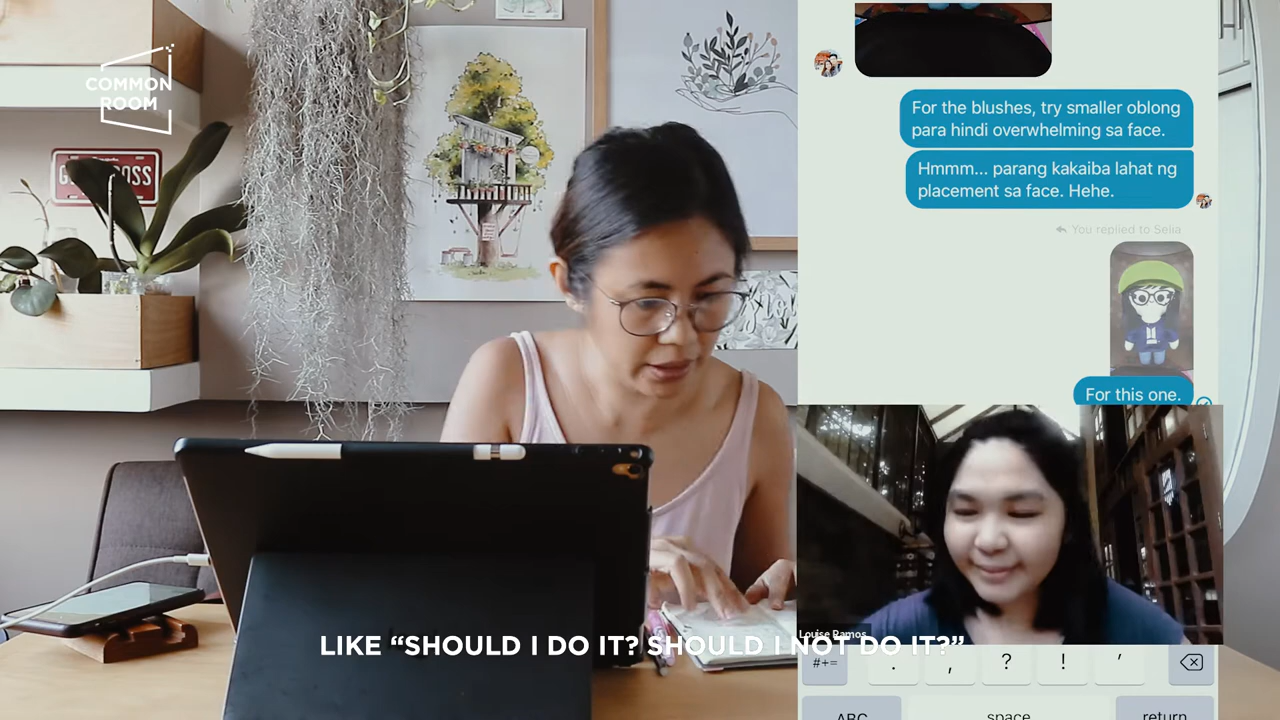 COMMON
ROOM
For the blushes, try smaller oblong
para hindi overwhelming sa face.
Hmmm... parang kakaiba lahat ng
placement sa face. Hehe.
You replied to Selia
For this one.
Louise Ramos
LIKE “SHOULD I DO IT? SHOULD I NOT DO IT?”
#+= . , ? ! ′
ABC space return